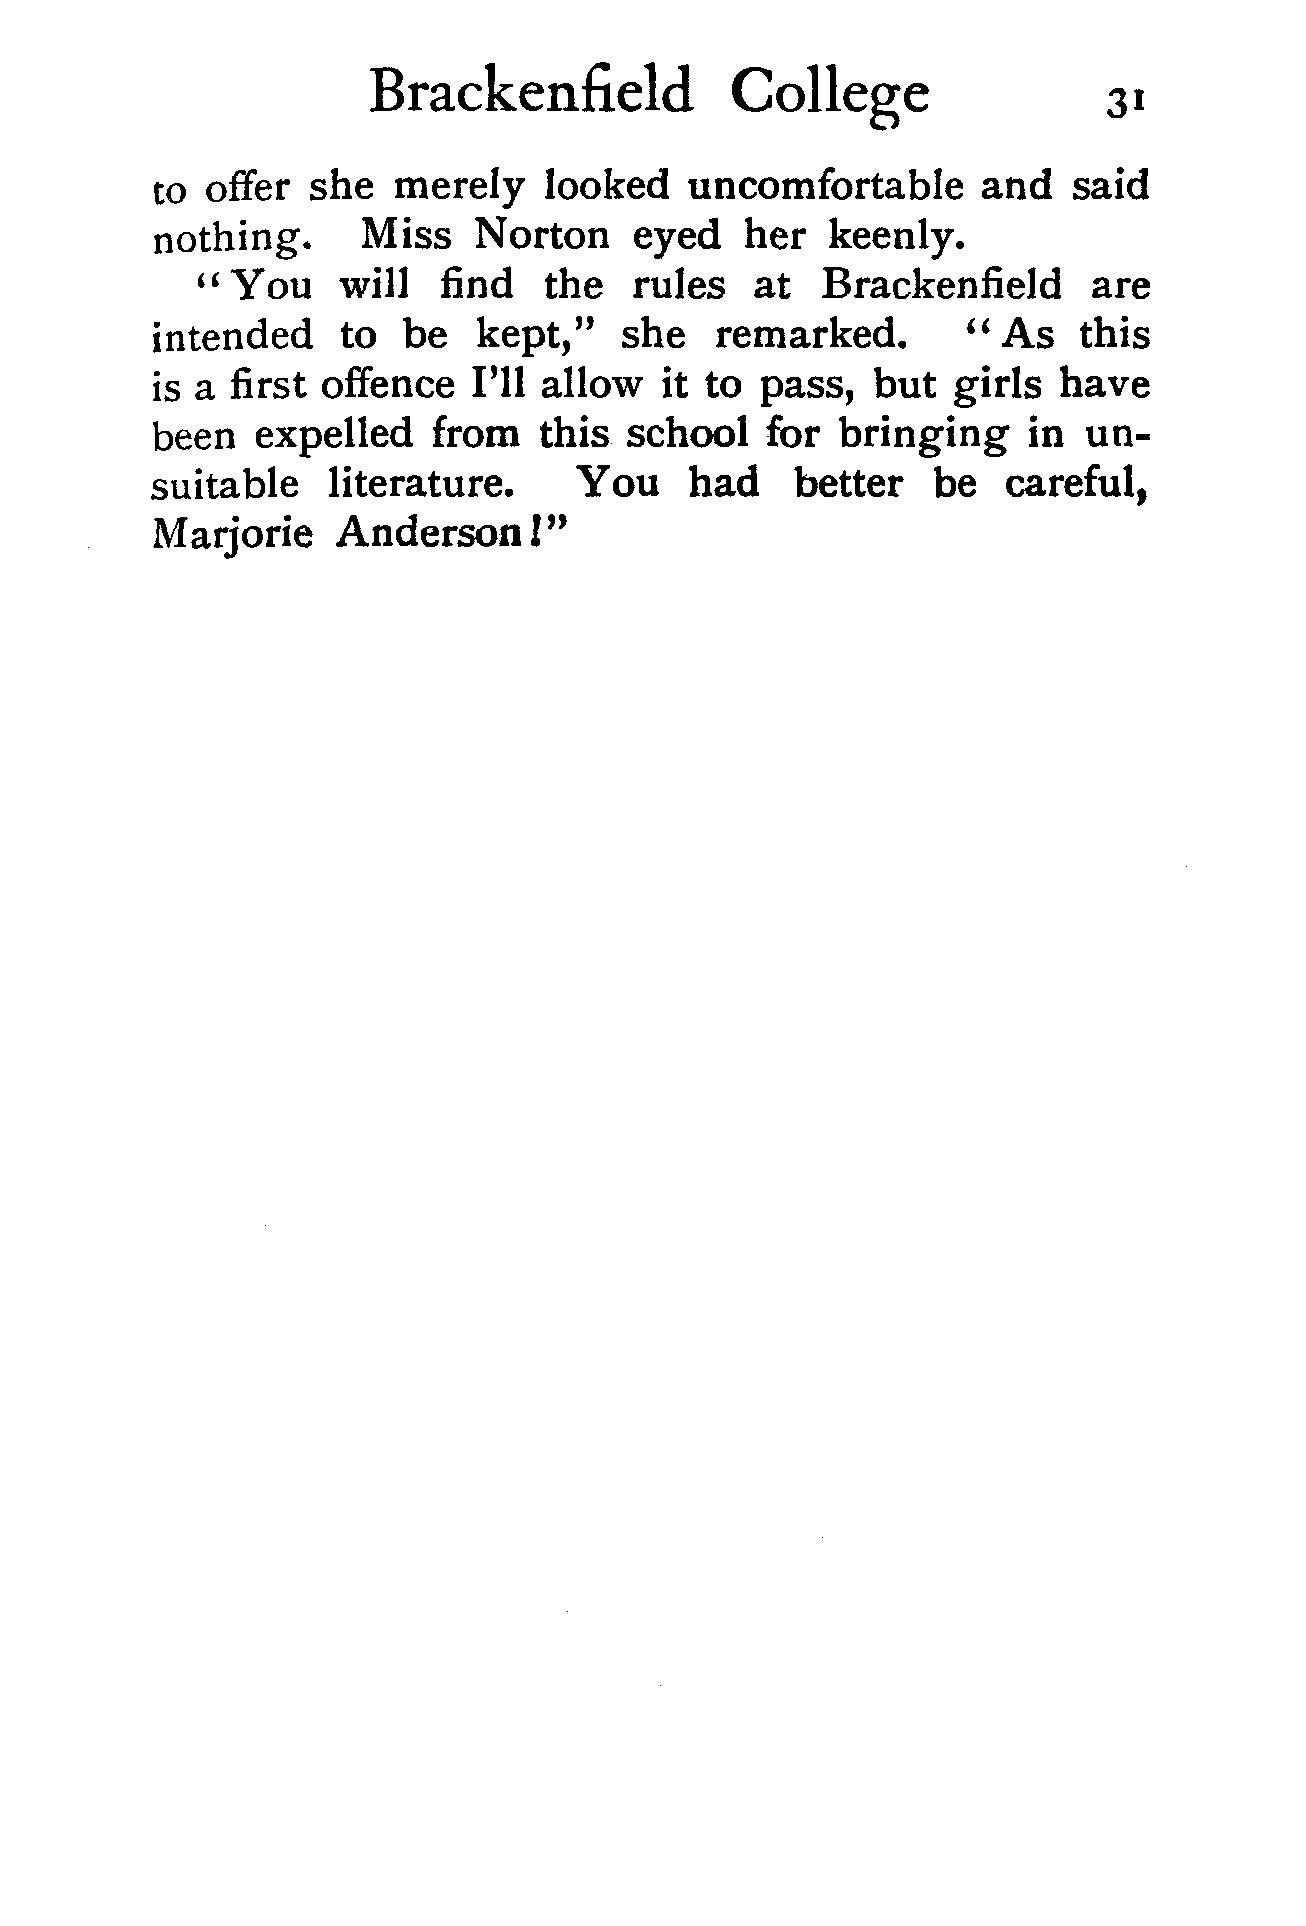 Brackenfield College 31
to offer she merely looked uncomfortable and said
nothing. Miss Norton eyed her keenly.
“You will find the rules at Brackenfield are
intended to be kept,” she remarked. “As this
is a first offence I’ll allow it to pass, but girls have
been expelled from this school for bringing in un-
suitable literature. You had better be careful,
Marjorie Anderson!”